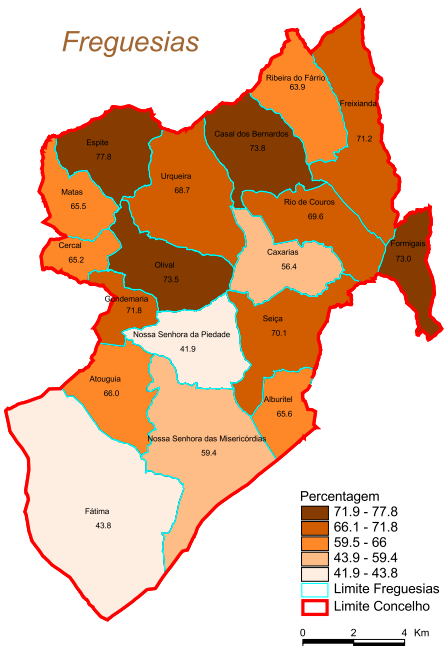 Freguesias
Ribeira do Fárrio
63.9
Freixianda
71.2
Casal dos Bernardos
73.8
Espite
77.8
Urqueira
68.7
Matas
65.5
Rio de Couros
69.6
Formigais
73.0
Cercal
65.2
Caxarias
56.4
Olival
73.5
Gondemaria
71.8
Seiça
70.1
Nossa Senhora da Piedade
41.9
Atouguia
66.0
Alburitel
65.6
Nossa Senhora das Misericórdias
59.4
Fátima
43.8
Percentagem
71.9 - 77.8
66.1 - 71.8
59.5 - 66
43.9 - 59.4
41.9 - 43.8
Limite Freguesias
Limite Concelho
0 2 4 Km